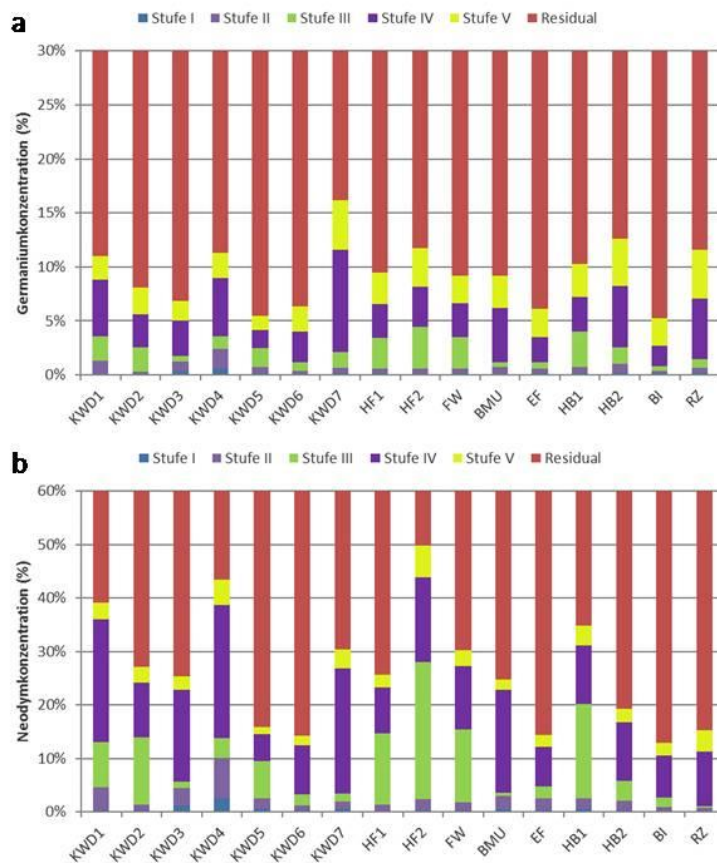 a
Stufe I Stufe II Stufe III Stufe IV Stufe V Residual
Germaniumkonzentration (%)
30%
25%
20%
15%
10%
5%
0%
KWD1 KWD2 KWD3 KWD4 KWD5 KWD6 KWD7 HF1 HF2 FW BMU EF HB1 HB2 BI RZ
b
Stufe I Stufe II Stufe III Stufe IV Stufe V Residual
Neodymkonzentration (%)
60%
50%
40%
30%
20%
10%
0%
KWD1 KWD2 KWD3 KWD4 KWD5 KWD6 KWD7 HF1 HF2 FW BMU EF HB1 HB2 BI RZ